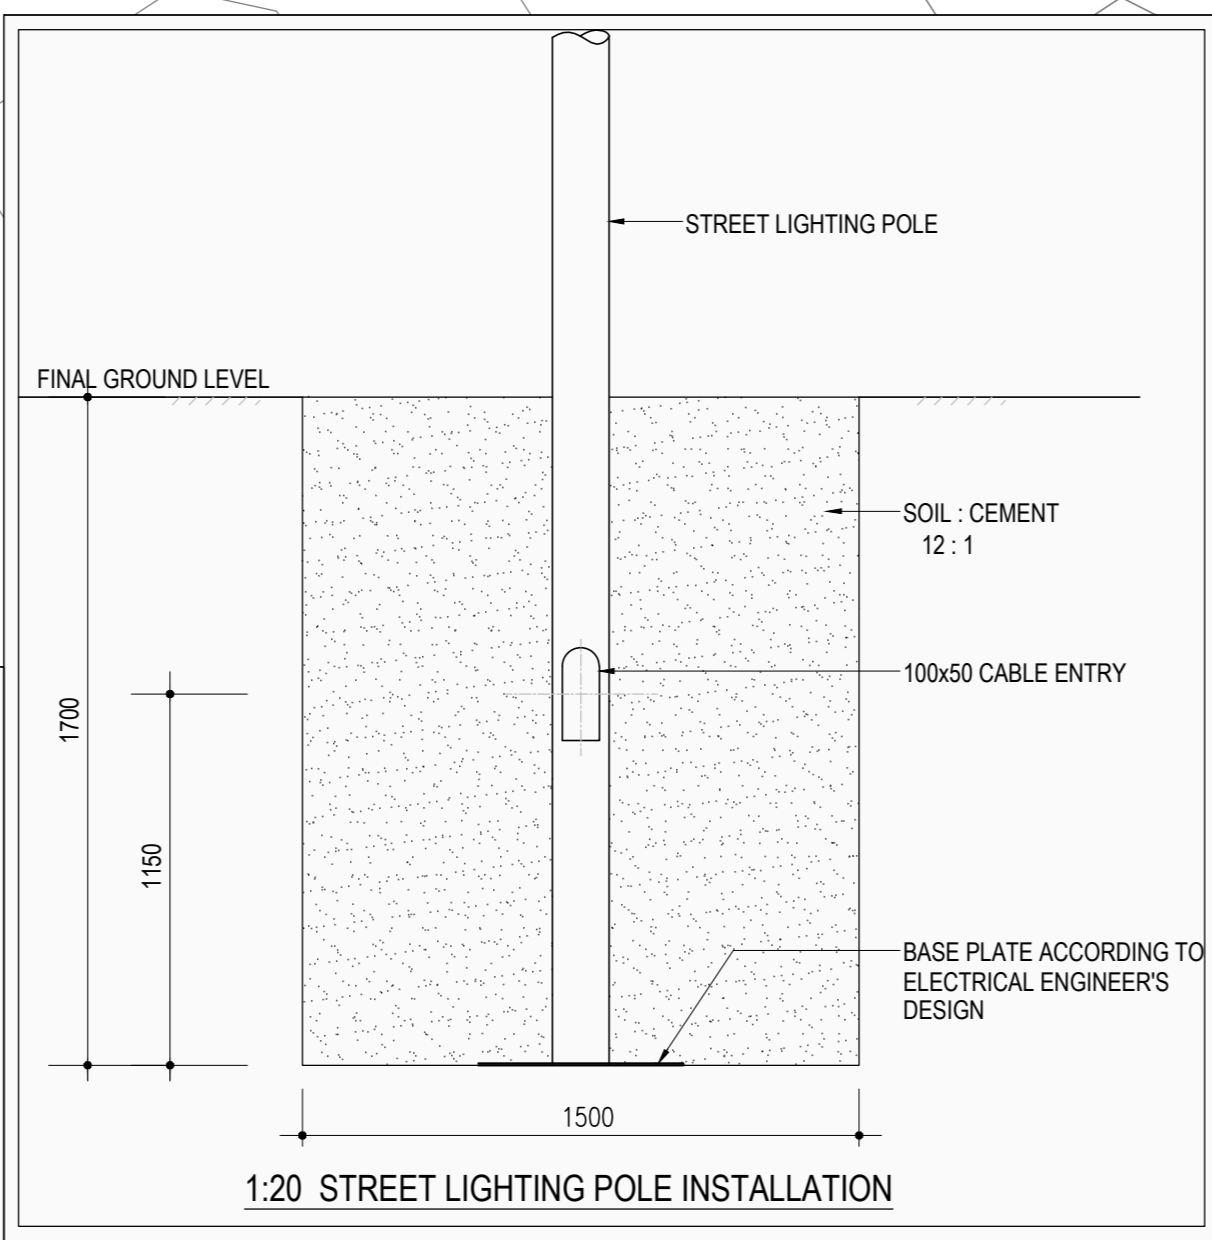 STREET LIGHTING POLE
FINAL GROUND LEVEL
SOIL : CEMENT
12 : 1
100x50 CABLE ENTRY
1700
1150
BASE PLATE ACCORDING TO
ELECTRICAL ENGINEER'S
DESIGN
1500
1:20 STREET LIGHTING POLE INSTALLATION